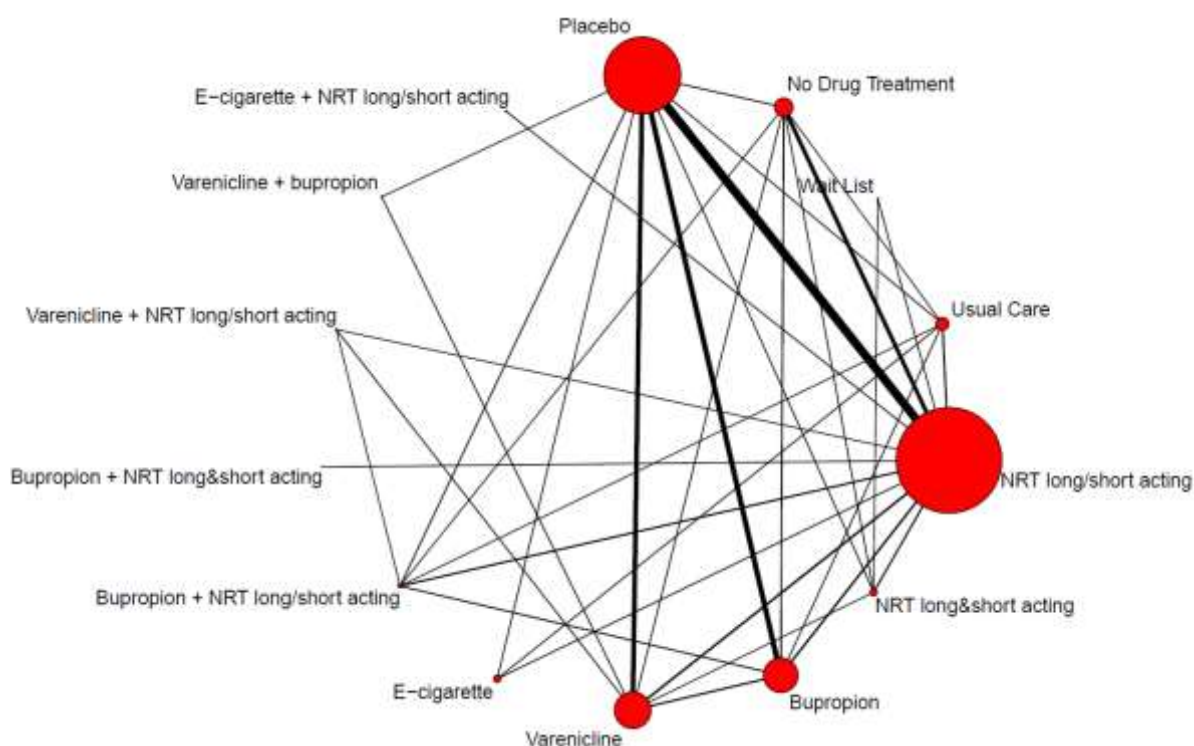 Placebo
No Drug Treatment
E−cigarette + NRT long/short acting
Varenicline + bupropion
Wait List
Varenicline + NRT long/short acting
Usual Care
Bupropion + NRT long&short acting
NRT long/short acting
Bupropion + NRT long/short acting
NRT long&short acting
E−cigarette
Bupropion
Varenicline